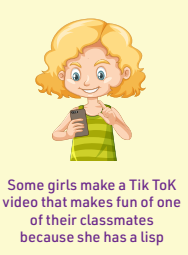 Some girls make a Tik ToK
video that makes fun of one
of their classmates
because she has a lisp